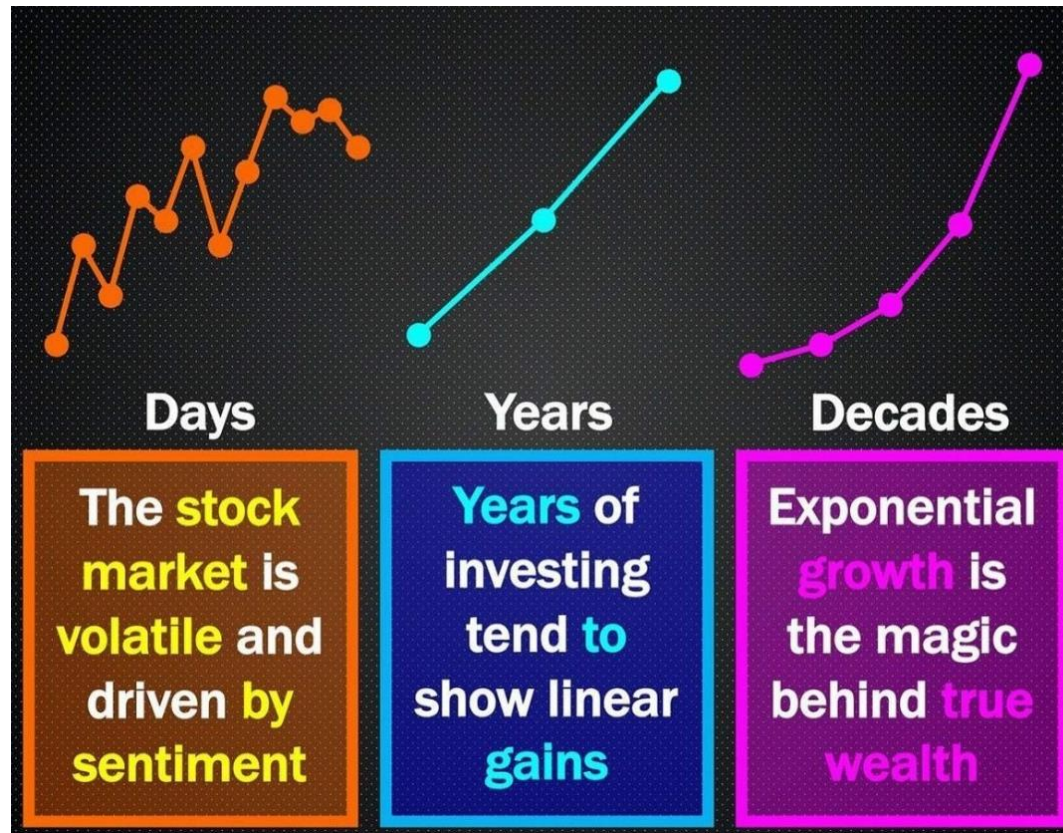 Days
The stock
market is
volatile and
driven by
sentiment
Years
Years of
investing
tend to
show linear
gains
Decades
Exponential
growth is
the magic
behind true
wealth